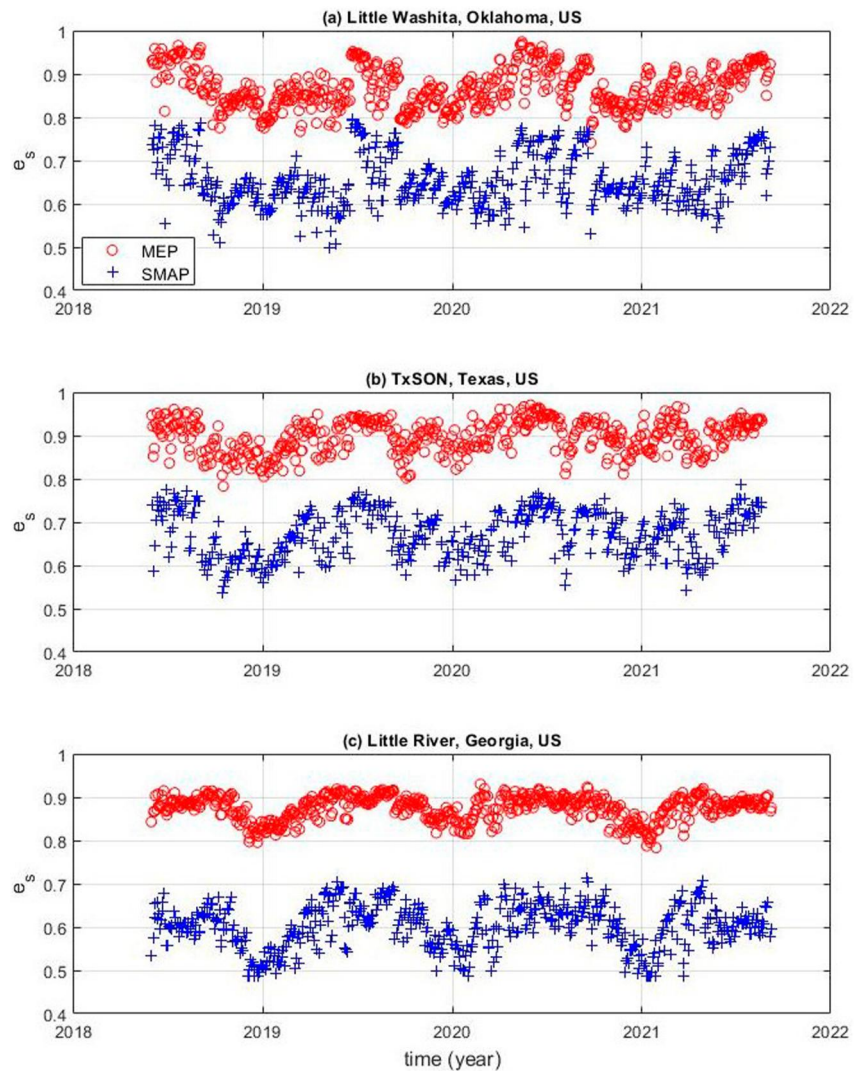 (a) Little Washita, Oklahoma, US
1
0.9
0.8
0.7
0.6
0.5
0.4
e_s
MEP
SMAP
2018 2019 2020 2021 2022
(b) TxSON, Texas, US
1
0.9
0.8
0.7
0.6
0.5
0.4
e_s
2018 2019 2020 2021 2022
(c) Little River, Georgia, US
1
0.9
0.8
0.7
0.6
0.5
0.4
e_s
2018 2019 2020 2021 2022
time (year)